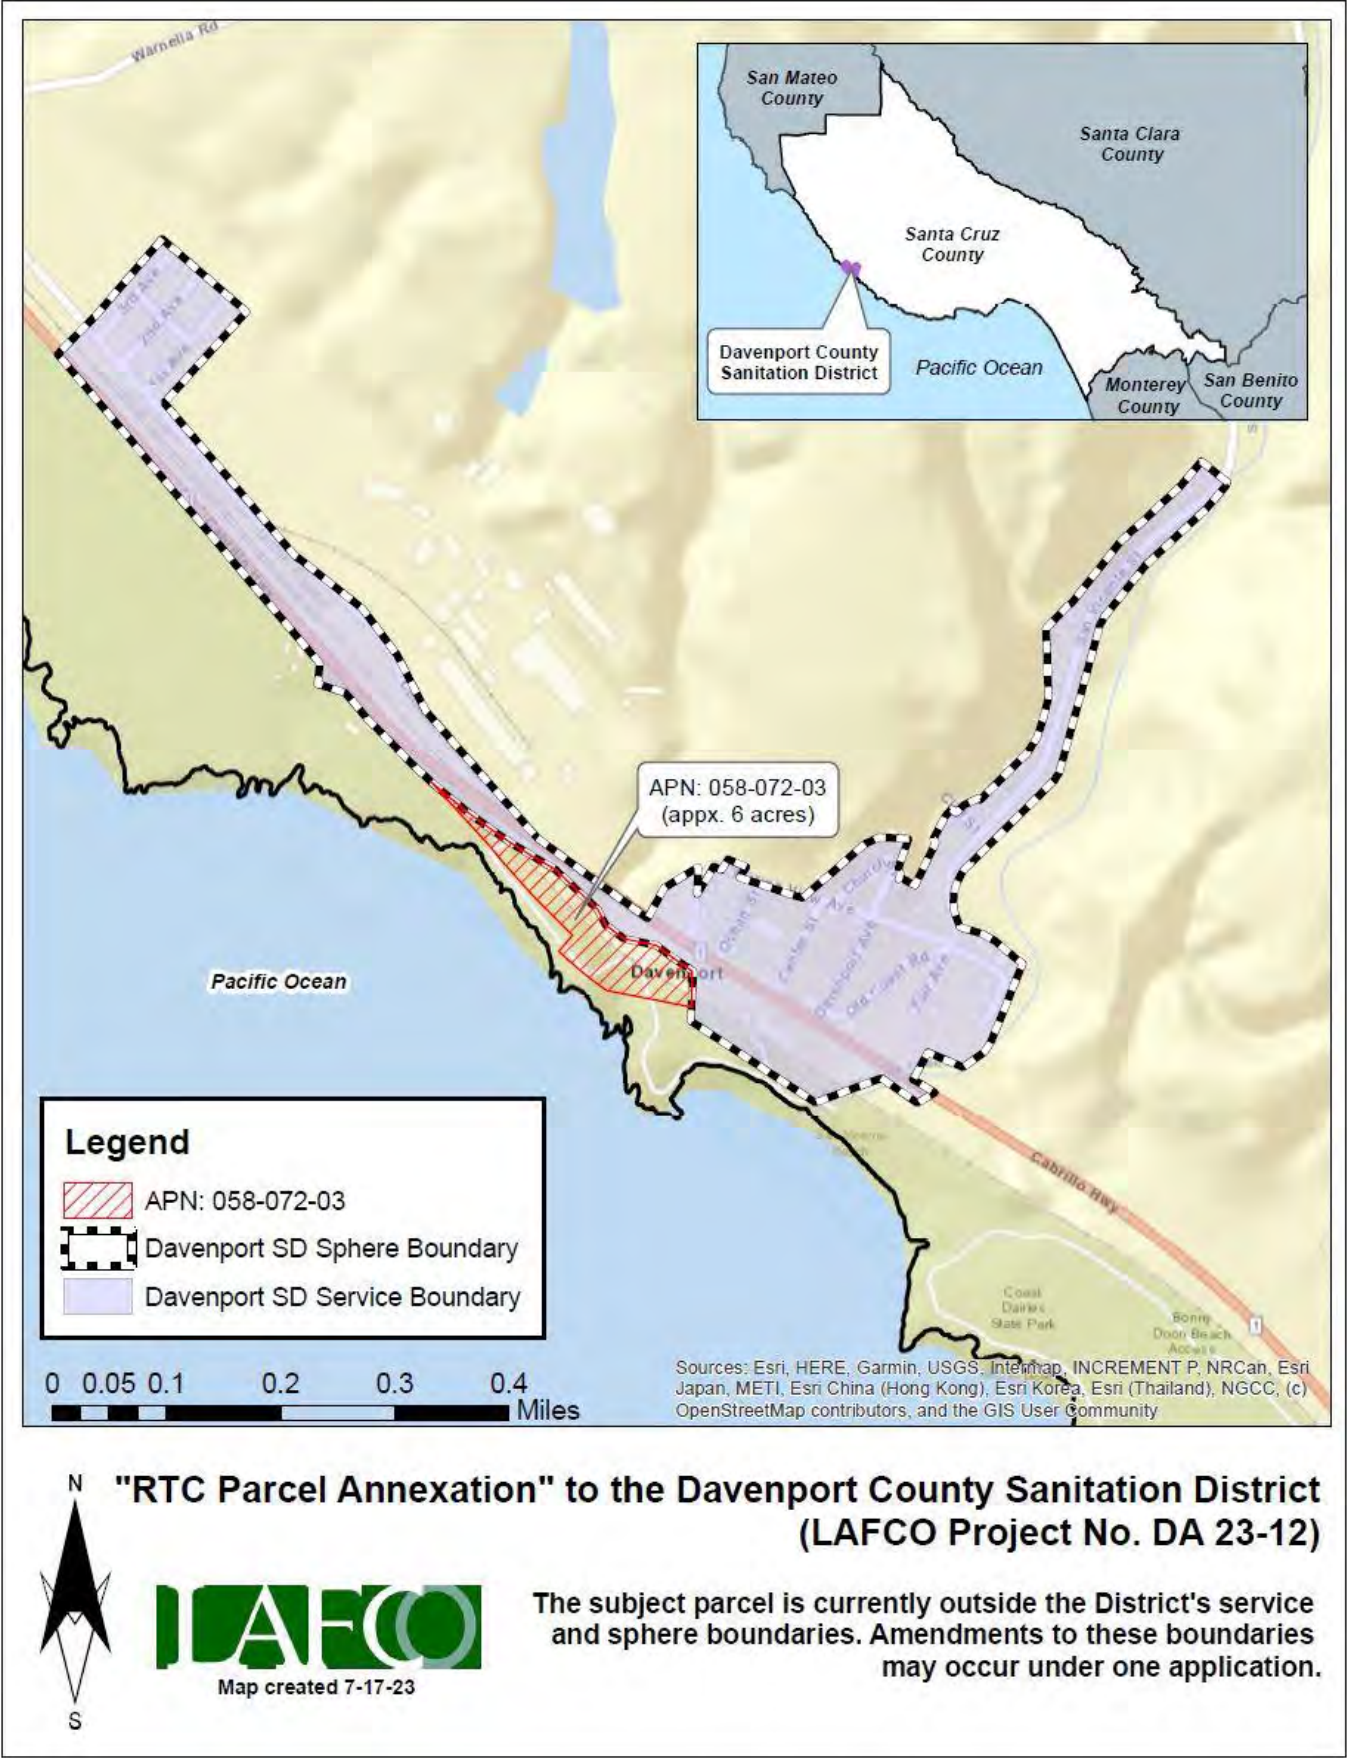 Warnella Rd
San Mateo
County
Santa Clara
County
Santa Cruz
County
Davenport County
Sanitation District
Pacific Ocean
Monterey
County
San Benito
County
3rd Ave
2nd Ave
1st Ave
APN: 058-072-03
(appx. 6 acres)
Church
Ave
Ocean St
Center St
Davenport Ave
Old Coast Rd
Fair Ave
Davenport
Pacific Ocean
Cabrillo Hwy
Coast
Dairies
State Park
Bonny
Doon Beach
Access
1
Legend
APN: 058-072-03
Davenport SD Sphere Boundary
Davenport SD Service Boundary
0 0.05 0.1 0.2 0.3 0.4
Miles
Sources: Esri, HERE, Garmin, USGS, Intermap, INCREMENT P, NRCan, Esri
Japan, METI, Esri China (Hong Kong), Esri Korea, Esri (Thailand), NGCC, (c)
OpenStreetMap contributors, and the GIS User Community
N
S
"RTC Parcel Annexation" to the Davenport County Sanitation District
(LAFCO Project No. DA 23-12)
LAFCO
Map created 7-17-23
The subject parcel is currently outside the District's service
and sphere boundaries. Amendments to these boundaries
may occur under one application.